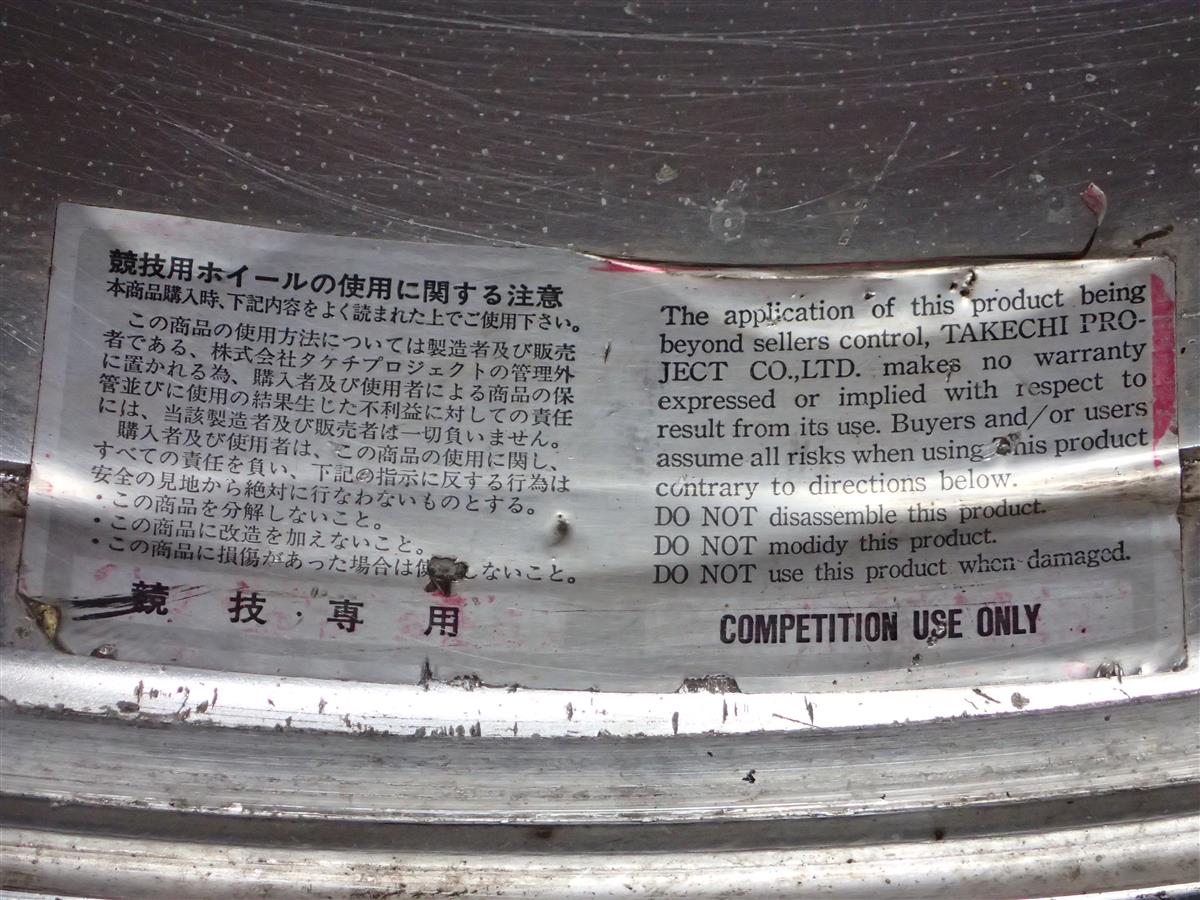 競技用ホイールの使用に関する注意
本商品購入時、下記内容をよく読まれた上でご使用下さい。
この商品の使用方法については製造者及び販売
者である、株式会社タケチプロジェクトの管理外
に置かれる為、購入者及び使用者による商品の保
管並びに使用の結果生じた不利益に対しての責任
には、当該製造者及び販売者は一切負いません。
購入者及び使用者は、この商品の使用に関し、
すべての責任を負い、下記の指示に反する行為は
安全の見地から絶対に行なわないものとする。
・この商品を分解しないこと。
・この商品に改造を加えないこと。
・この商品に損傷があった場合は使しないこと。
競技・専用
The application of this product being
beyond sellers control, TAKECHI PRO-
JECT CO.,LTD. makes no warranty
expressed or implied with respect to
result from its use. Buyers and/or users
assume all risks when using this product
contrary to directions below.
DO NOT disassemble this product.
DO NOT modidy this product.
DO NOT use this product when damaged.
COMPETITION USE ONLY